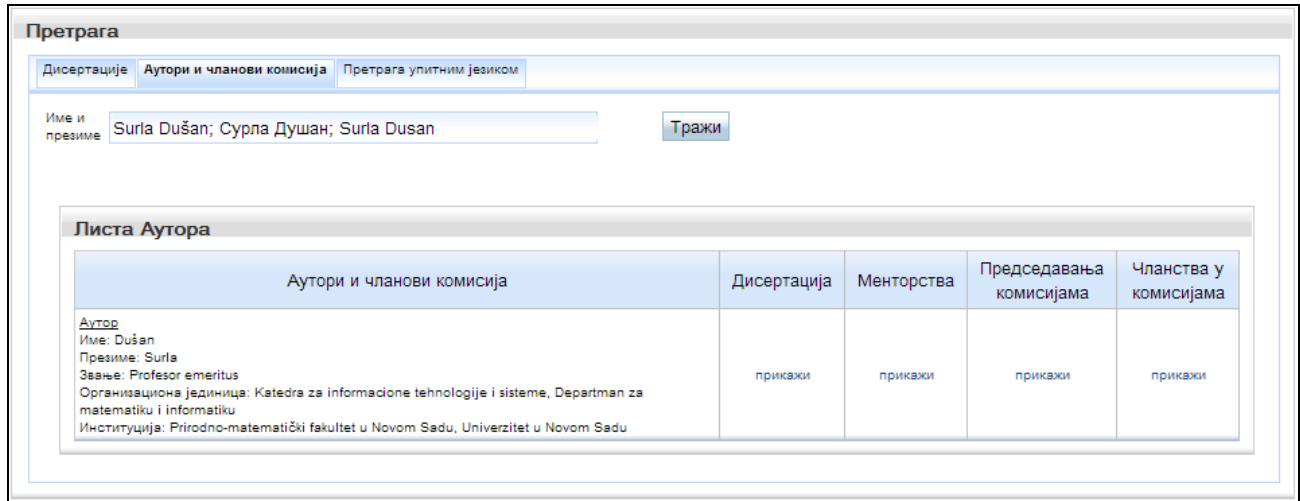 Претрага
Дисертације Аутори и чланови комисија Претрага упитним језиком
Име и
презиме
Surla Dušan; Сурла Душан; Surla Dusan
Тражи
Листа Аутора
Аутори и чланови комисија
Дисертација
Менторства
Председавања
комисијама
Чланства у
комисијама
Аутор
Име: Dušan
Презиме: Surla
Звање: Profesor emeritus
Организациона јединица: Katedra za informacione tehnologije i sisteme, Departman za
matematiku i informatiku
Институција: Prirodno-matematički fakultet u Novom Sadu, Univerzitet u Novom Sadu
прикажи прикажи прикажи прикажи